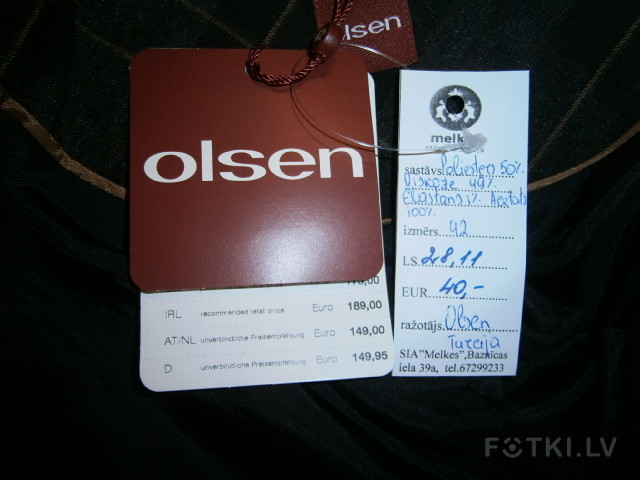 olsen
olsen
IRL recommended retail price Euro 189,00
AT/NL unverbindliche Preisempfehlung Euro 149,00
D unverbindliche Preisempfehlung Euro 149,95
melk
sastāvs Poliesters 50%
Viskoze 49%
Elastans 1%
100%
izmērs. 42
LS. 28,11
EUR 40,-
ražotājs. Olsen
Turcija
SIA"Melkes",Baznīcas
iela 39a, tel.67299233
FOTKI.LV